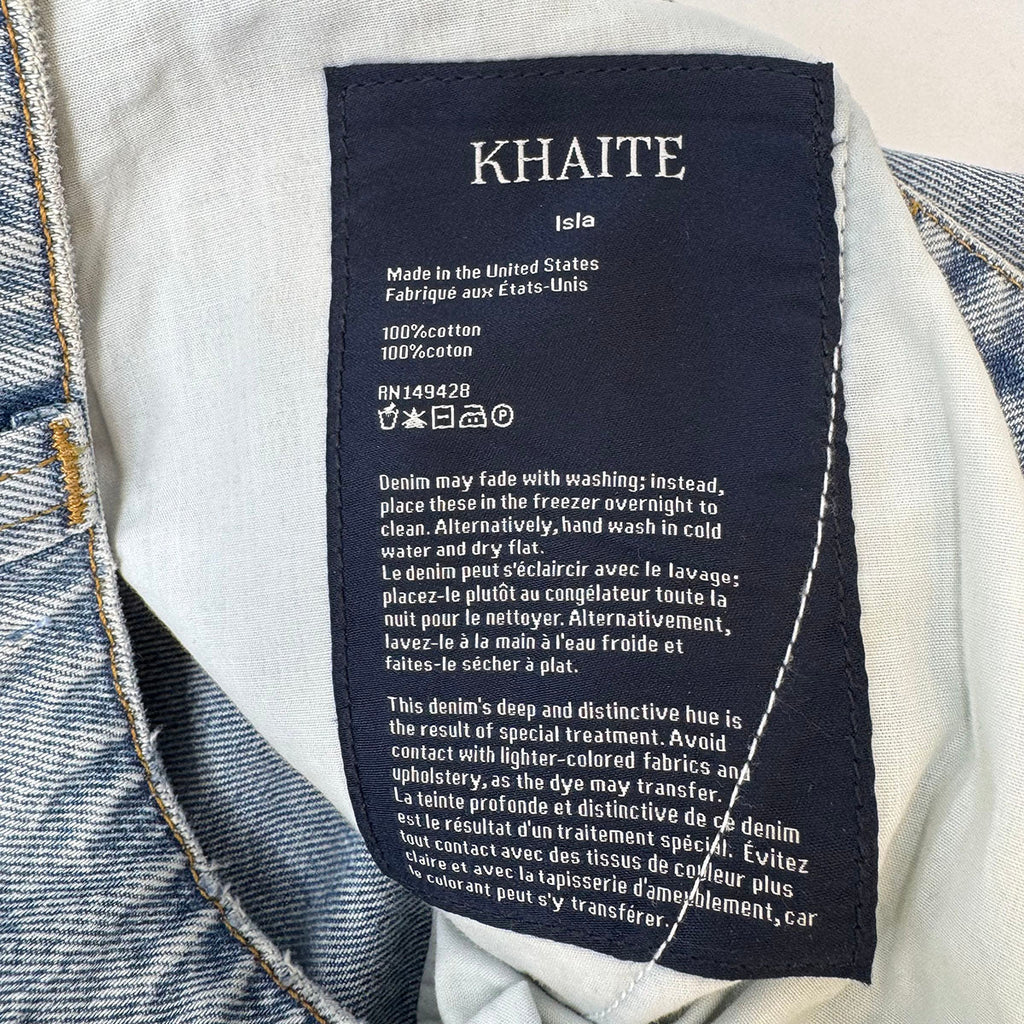 KHAITE
Isla
Made in the United States
Fabriqué aux États-Unis
100%cotton
100%coton
RN149428
P
Denim may fade with washing; instead,
place these in the freezer overnight to
clean. Alternatively, hand wash in cold
water and dry flat.
Le denim peut s'éclaircir avec le lavage;
placez-le plutôt au congélateur toute la
nuit pour le nettoyer. Alternativement,
lavez-le à la main à l'eau froide et
faites-le sécher à plat.
This denim's deep and distinctive hue is
the result of special treatment. Avoid
contact with lighter-colored fabrics and
upholstery, as the dye may transfer.
La teinte profonde et distinctive de ce denim
est le résultat d'un traitement spécial. Évitez
tout contact avec des tissus de couleur plus
claire et avec la tapisserie d'ameublement, car
le colorant peut s'y transférer.